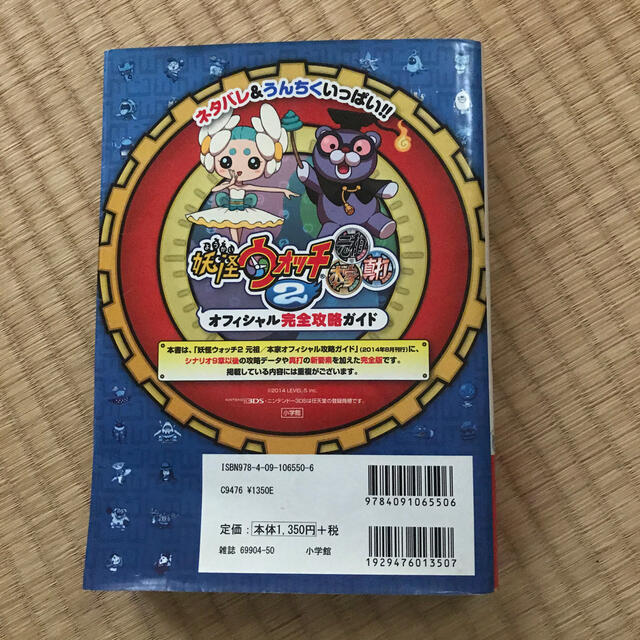 ネタバレ&うんちくいっぱい!!
ようかい
妖怪ウォッチ2
元祖
本家
真打
オフィシャル完全攻略ガイド
本書は、「妖怪ウォッチ2 元祖/本家オフィシャル攻略ガイド」(2014年8月刊行)に、
シナリオ9章以後の攻略データや真打の新要素を加えた完全版です。
掲載している内容には重複がございます。
©2014 LEVEL-5 Inc.
NINTENDO 3DS・ニンテンドー3DSは任天堂の登録商標です。
小学館
ISBN978-4-09-106550-6
C9476 ¥1350E
定価:本体1,350円+税
雑誌 69904-50 小学館
9784091065506
1929476013507